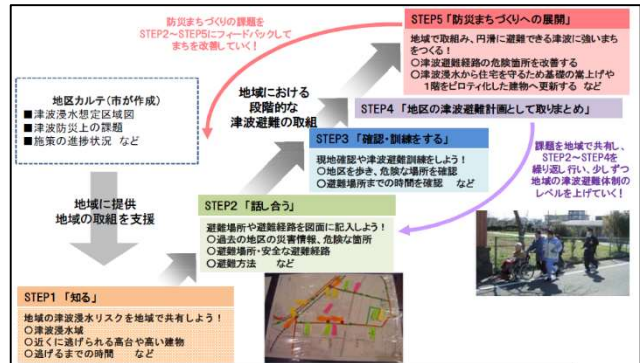 防災まちづくりの課題を
STEP2～STEP5にフィードバックして
まちを改善していく！
STEP5「防災まちづくりへの展開」
地域で取組み、円滑に避難できる津波に強いまち
をつくる！
○津波避難経路の危険箇所を改善する
○津波浸水から住宅を守るため基礎の嵩上げや
1階をピロティ化した建物へ更新する など
地区カルテ（市が作成）
■津波浸水想定区域図
■津波防災上の課題
■施策の進捗状況 など
地域における
段階的な
津波避難の取組
STEP4 「地区の津波避難計画として取りまとめ」
STEP3 「確認・訓練をする」
現地確認や津波避難訓練をしよう！
○地区を歩き、危険な場所を確認
○避難場所までの時間を確認 など
課題を地域で共有し、
STEP2～STEP4を
繰返し行い、少しずつ
地域の津波避難体制の
レベルを上げていく！
地域に提供
地域の取組を支援
STEP2 「話し合う」
避難場所や避難経路を図面に記入しよう！
○過去の地区の災害情報、危険な箇所
○避難場所・安全な避難経路
○避難方法 など
STEP1 「知る」
地域の津波浸水リスクを地域で共有しよう！
○津波浸水域
○近くに逃げられる高台や高い建物
○逃げるまでの時間 など